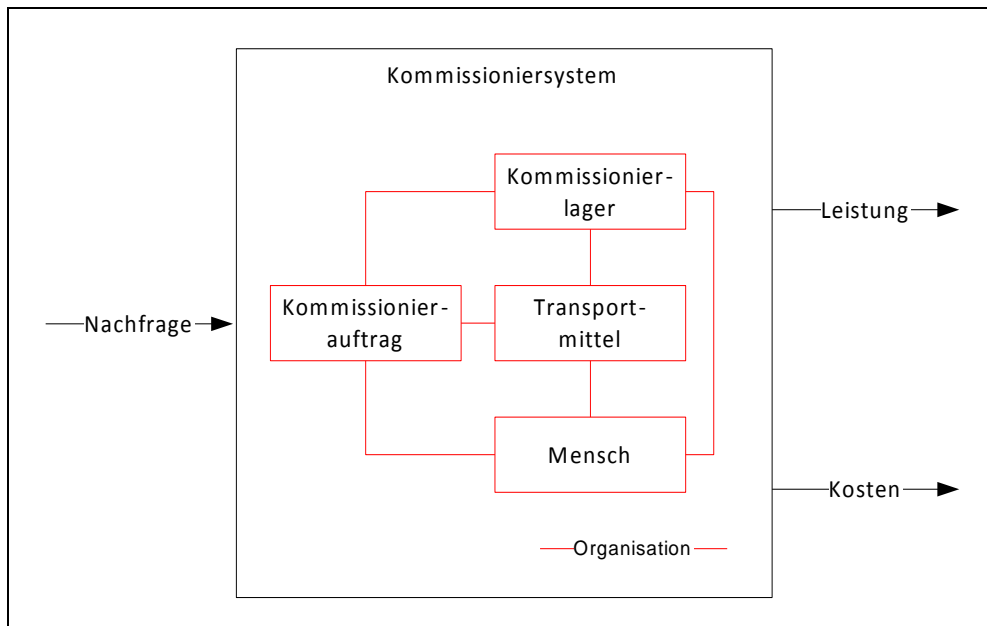 Kommissioniersystem
Kommissionier-
lager
Leistung
Kommissionier-
auftrag
Transport-
mittel
Nachfrage
Mensch
Kosten
Organisation